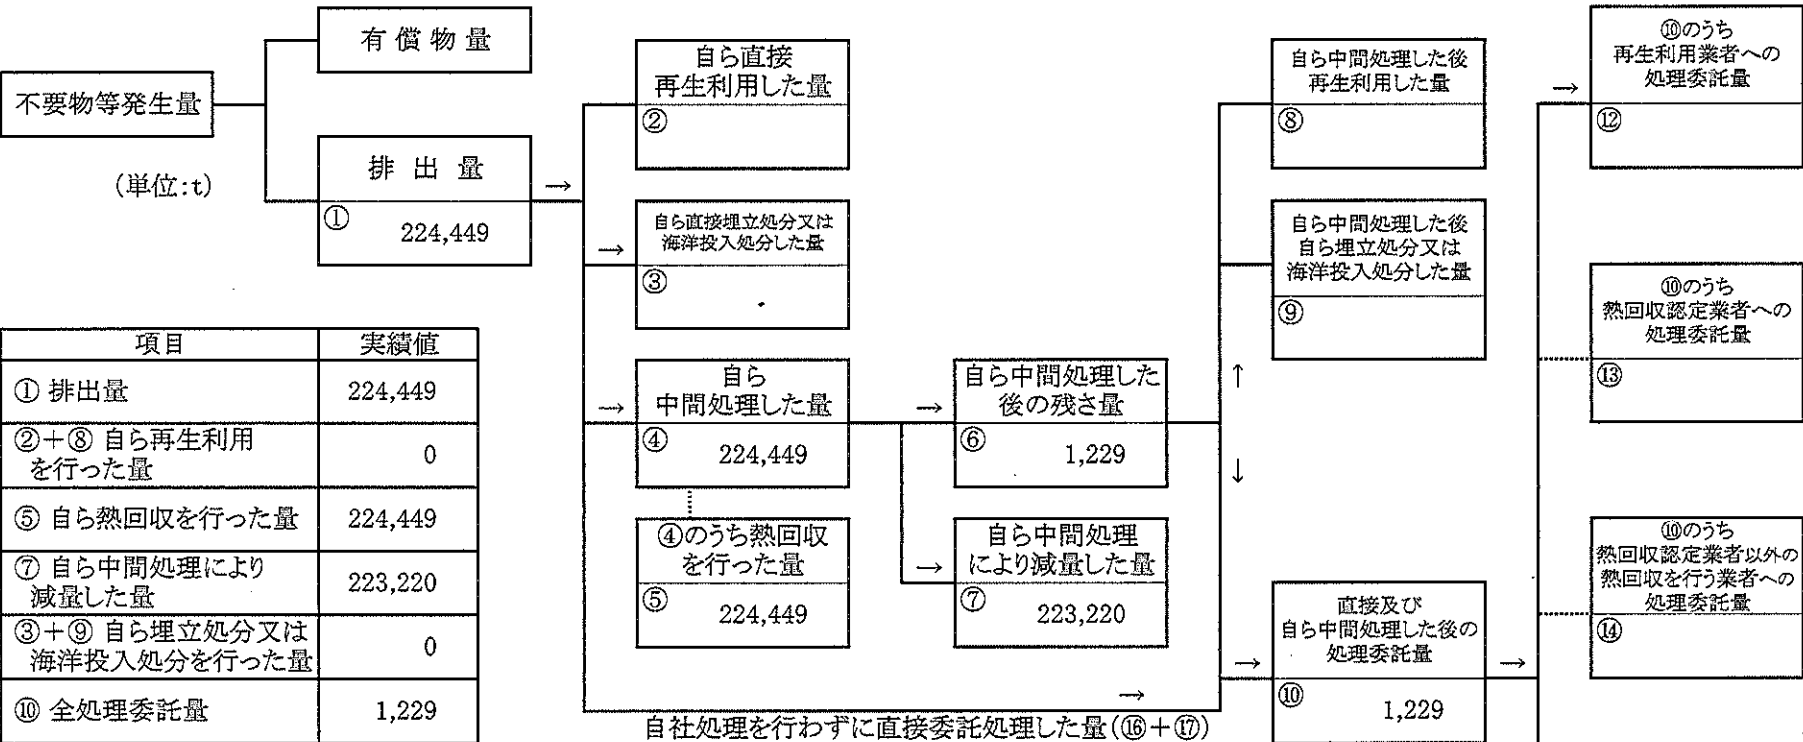 不要物等発生量
(単位:t)
有償物量
排出量
①
224,449
自ら直接
再生利用した量
②
自ら直接埋立処分又は
海洋投入処分した量
③
自ら
中間処理した量
④
224,449
④のうち熱回収
を行った量
⑤
224,449
自ら中間処理した
後の残さ量
⑥
1,229
自ら中間処理
により減量した量
⑦
223,220
自ら中間処理した後
再生利用した量
⑧
自ら中間処理した後
自ら埋立処分又は
海洋投入処分した量
⑨
直接及び
自ら中間処理した後の
処理委託量
⑩
1,229
⑩のうち
再生利用業者への
処理委託量
⑫
⑩のうち
熱回収認定業者への
処理委託量
⑬
⑩のうち
熱回収認定業者以外の
熱回収を行う業者への
処理委託量
⑭
自社処理を行わずに直接委託処理した量(⑯+⑰)
項目 実績値
① 排出量 224,449
②+⑧ 自ら再生利用
を行った量 0
⑤ 自ら熱回収を行った量 224,449
⑦ 自ら中間処理により
減量した量 223,220
③+⑨ 自ら埋立処分又は
海洋投入処分を行った量 0
⑩ 全処理委託量 1,229